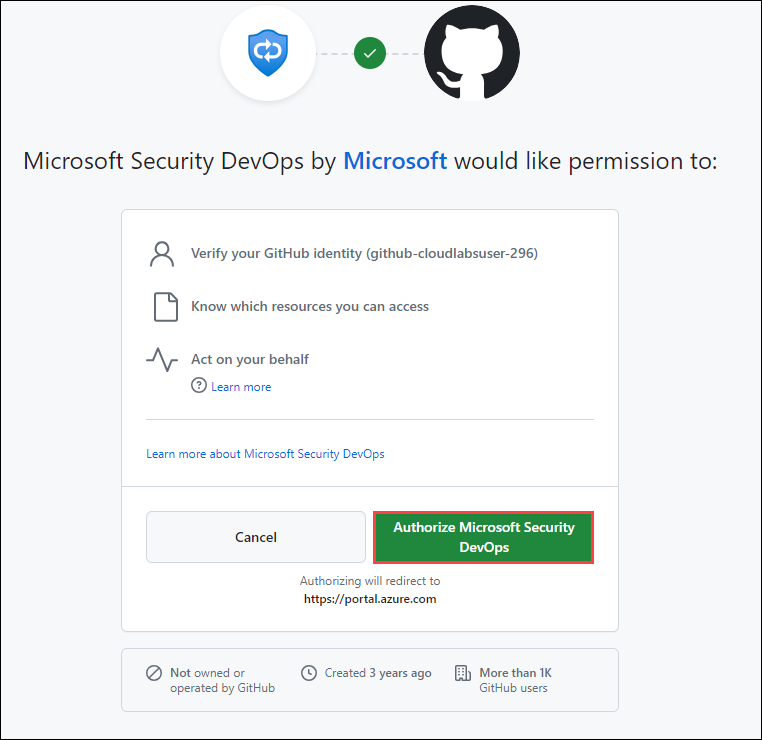 Microsoft Security DevOps by Microsoft would like permission to:
Verify your GitHub identity (github-cloudlabsuser-296)
Know which resources you can access
Act on your behalf
Learn more
Learn more about Microsoft Security DevOps
Cancel
Authorize Microsoft Security
DevOps
Authorizing will redirect to
https://portal.azure.com
Not owned or
operated by GitHub
Created 3 years ago
More than 1K
GitHub users